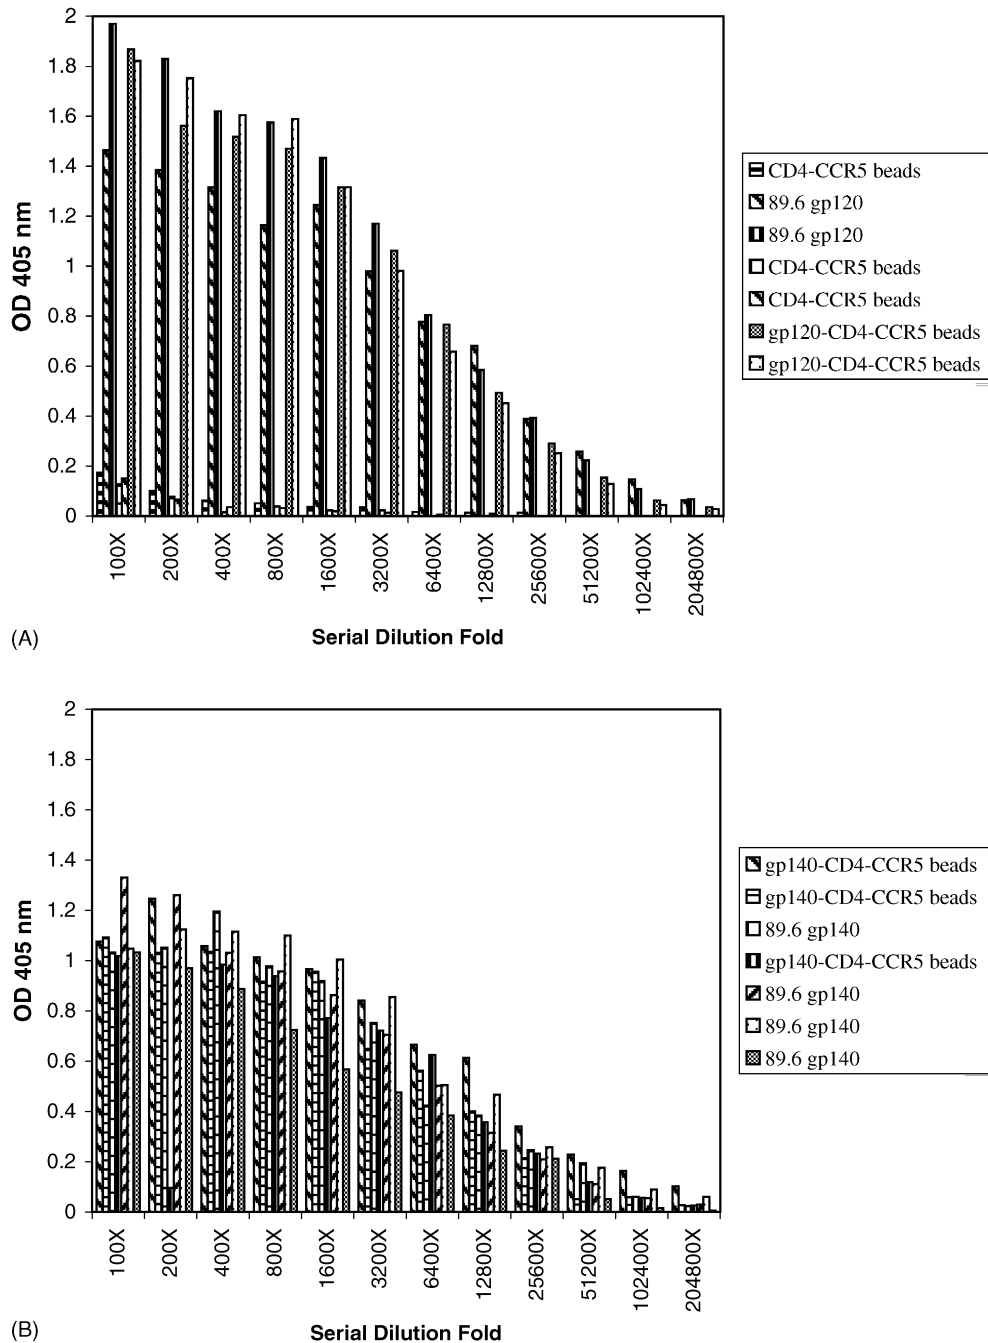 2
1.8
1.6
1.4
1.2
1
0.8
0.6
0.4
0.2
0
OD 405 nm
100X
200X
400X
800X
1600X
3200X
6400X
12800X
25600X
51200X
102400X
204800X
Serial Dilution Fold
(A)
CD4-CCR5 beads
89.6 gp120
89.6 gp120
CD4-CCR5 beads
CD4-CCR5 beads
gp120-CD4-CCR5 beads
gp120-CD4-CCR5 beads
2
1.8
1.6
1.4
1.2
1
0.8
0.6
0.4
0.2
0
OD 405 nm
100X
200X
400X
800X
1600X
3200X
6400X
12800X
25600X
51200X
102400X
204800X
Serial Dilution Fold
(B)
gp140-CD4-CCR5 beads
gp140-CD4-CCR5 beads
89.6 gp140
gp140-CD4-CCR5 beads
89.6 gp140
89.6 gp140
89.6 gp140